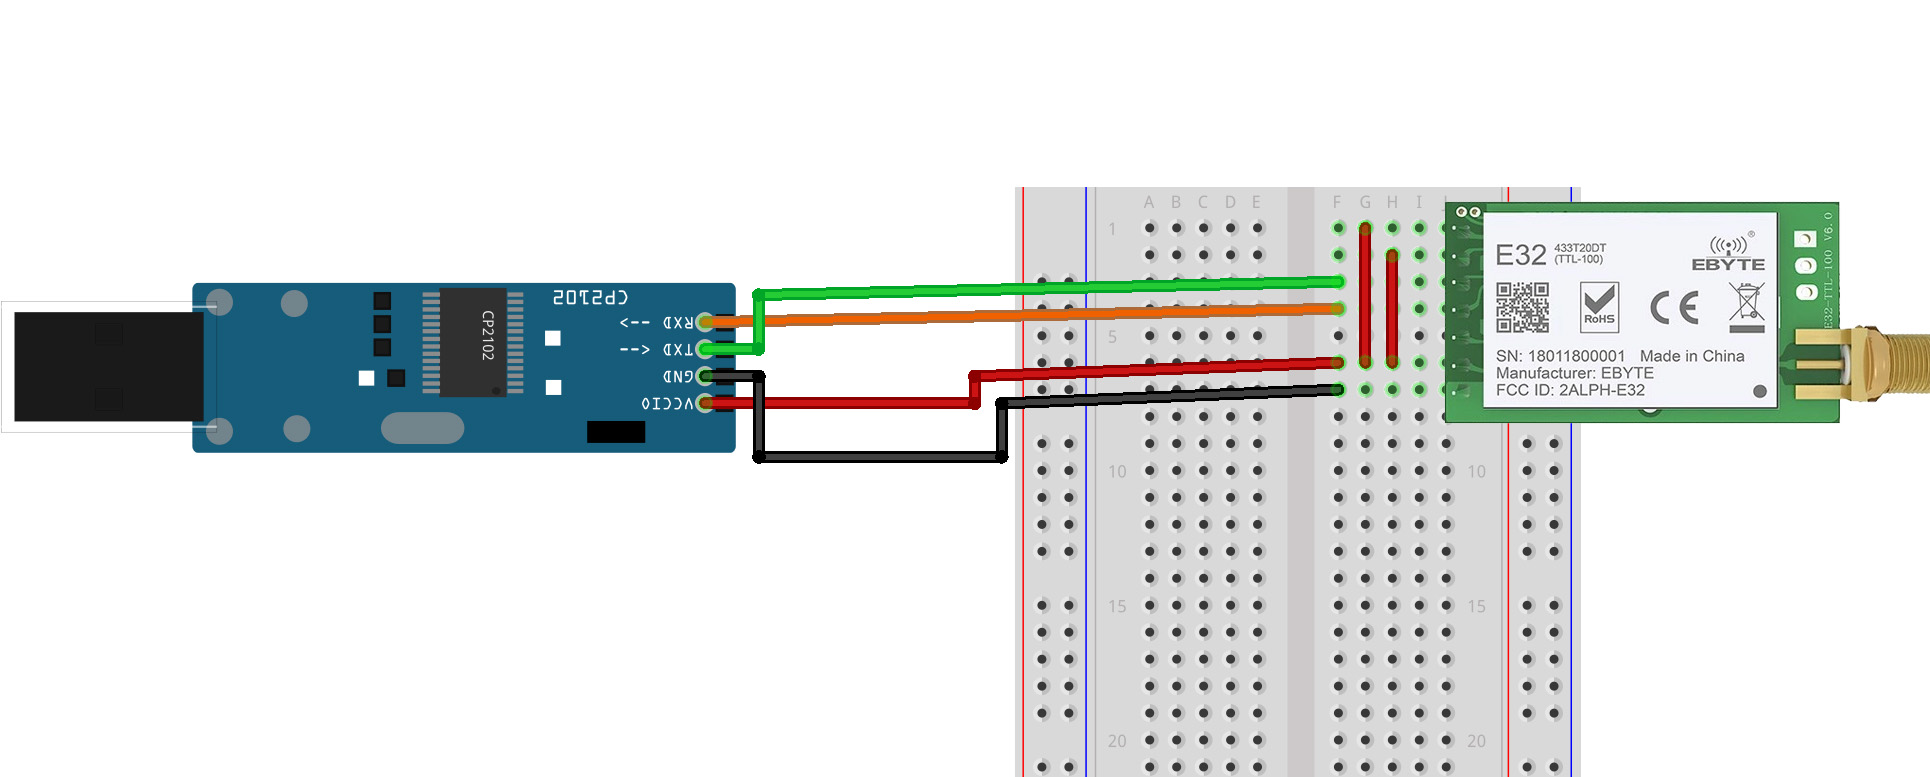 CP2102
CP2102
<-- RXD
<-- TXD
GND
VCCIO
A B C D E F G H I
1
5
10 10
15 15
20 20
E32 433T20DT
(TTL-100)
EBYTE
®
RoHS
CE
SN: 18011800001 Made in China
Manufacturer: EBYTE
FCC ID: 2ALPH-E32
E32-TTL-100 V6.0